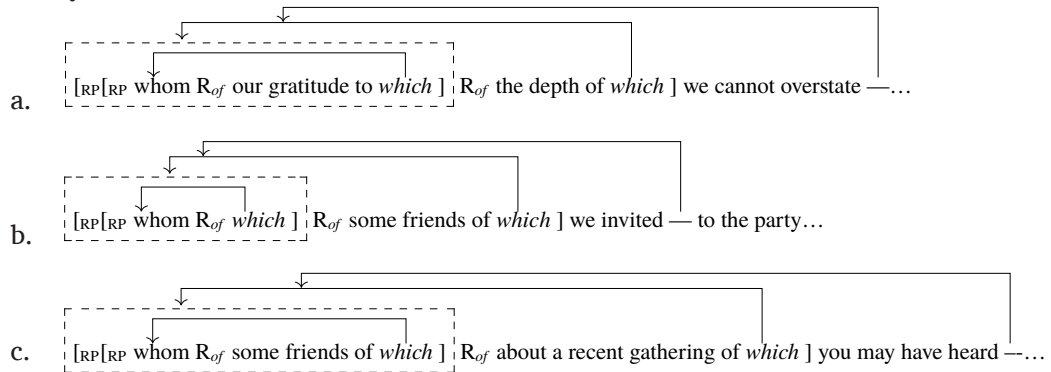 a. [RP[RP whom Rof our gratitude to which ] Rof the depth of which ] we cannot overstate —…
b. [RP[RP whom Rof which ] Rof some friends of which ] we invited — to the party…
c. [RP[RP whom Rof some friends of which ] Rof about a recent gathering of which ] you may have heard —-…